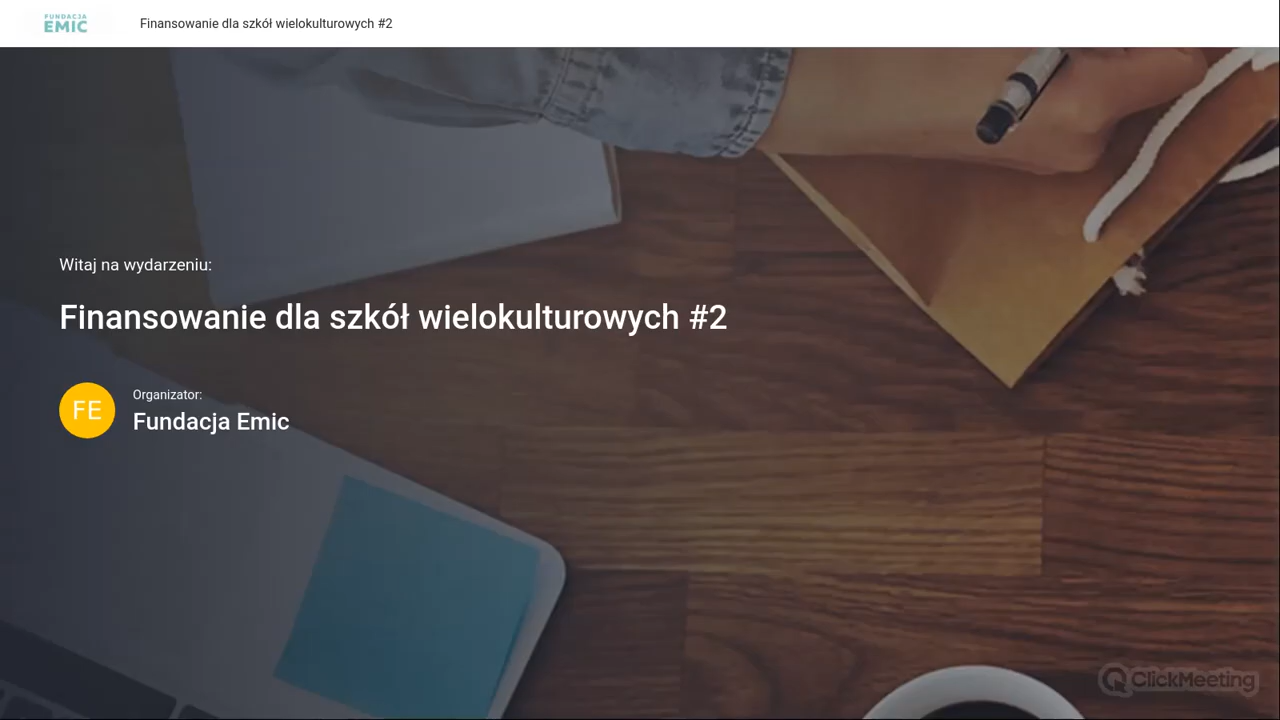 FUNDACJA
EMIC
Finansowanie dla szkół wielokulturowych #2
Witaj na wydarzeniu:
Finansowanie dla szkół wielokulturowych #2
FE
Organizator:
Fundacja Emic
ClickMeeting